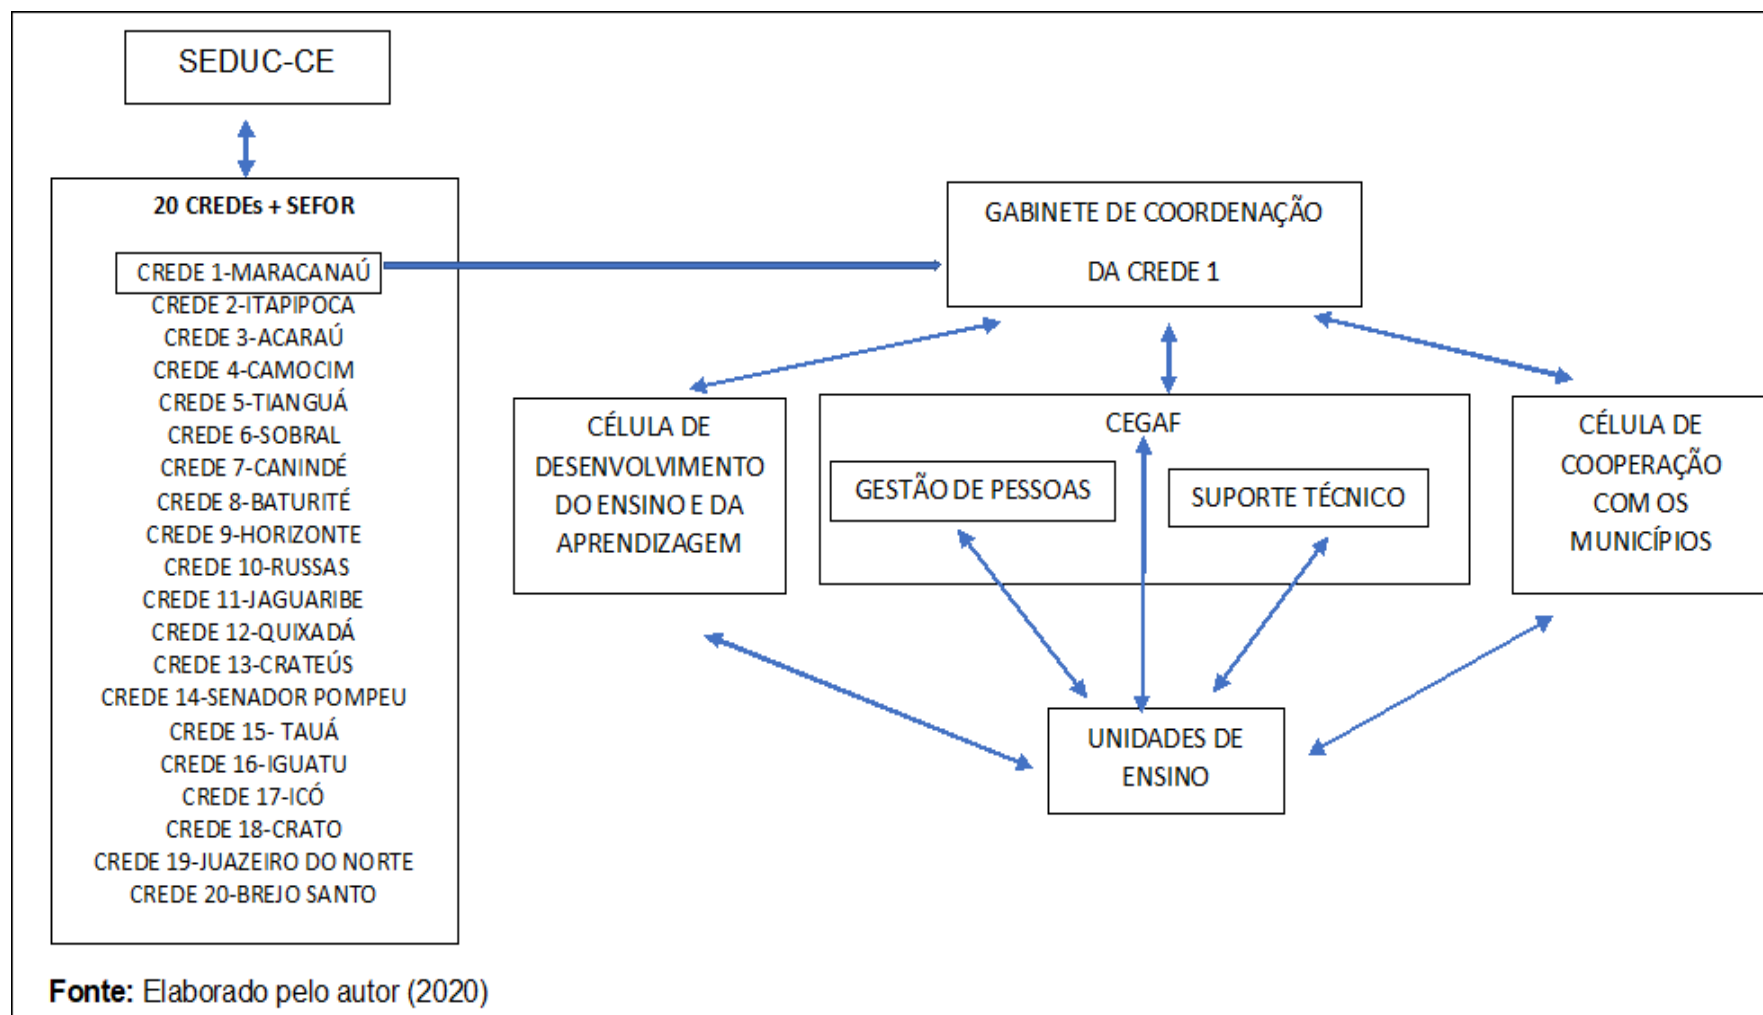 SEDUC-CE
20 CREDEs + SEFOR
CREDE 1-MARACANAÚ
CREDE 2-ITAPIPOCA
CREDE 3-ACARAÚ
CREDE 4-CAMOCIM
CREDE 5-TIANGUÁ
CREDE 6-SOBRAL
CREDE 7-CANINDÉ
CREDE 8-BATURITÉ
CREDE 9-HORIZONTE
CREDE 10-RUSSAS
CREDE 11-JAGUARIBE
CREDE 12-QUIXADÁ
CREDE 13-CRATEÚS
CREDE 14-SENADOR POMPEU
CREDE 15- TAUÁ
CREDE 16-IGUATU
CREDE 17-ICÓ
CREDE 18-CRATO
CREDE 19-JUAZEIRO DO NORTE
CREDE 20-BREJO SANTO
GABINETE DE COORDENAÇÃO
DA CREDE 1
CÉLULA DE
DESENVOLVIMENTO
DO ENSINO E DA
APRENDIZAGEM
CEGAF
GESTÃO DE PESSOAS
SUPORTE TÉCNICO
CÉLULA DE
COOPERAÇÃO
COM OS
MUNICÍPIOS
UNIDADES DE
ENSINO
Fonte: Elaborado pelo autor (2020)